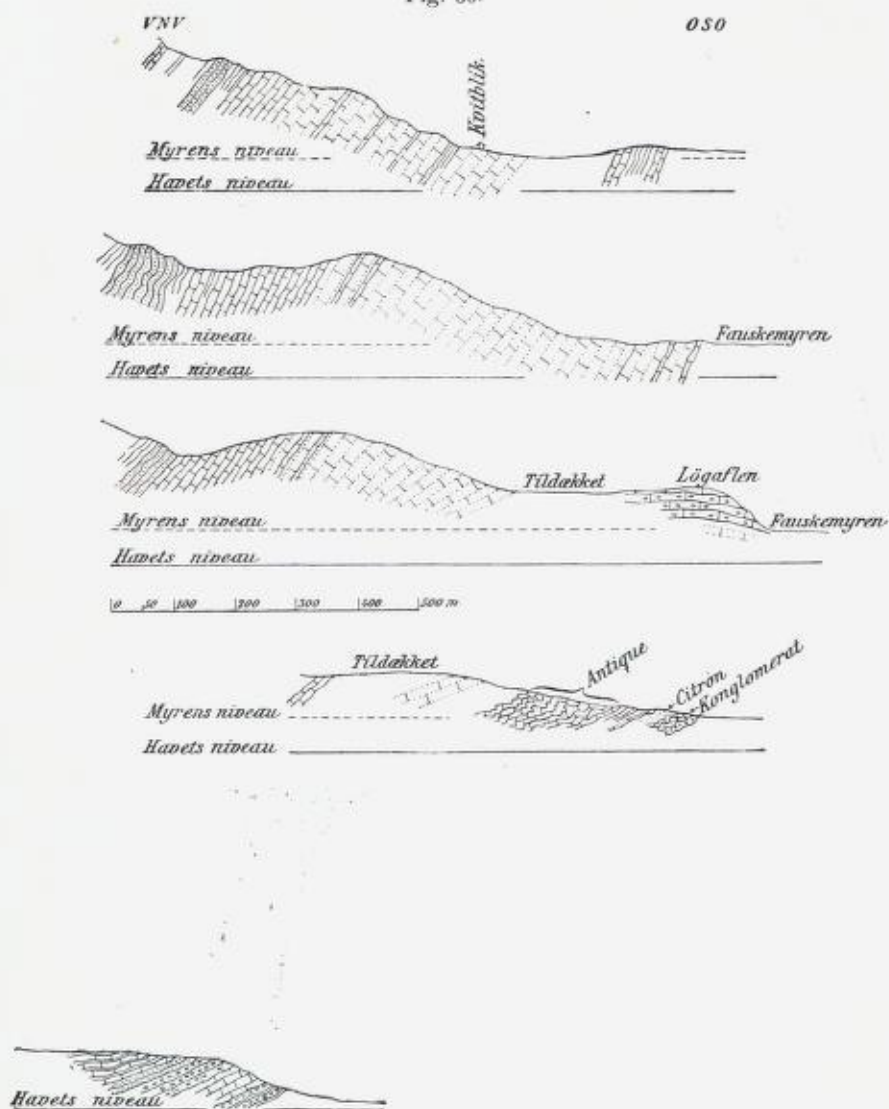 VNV OSO
Kvitblik.
Myrens niveau
Havets niveau
Myrens niveau Fauskemyren
Havets niveau
Tildækket Lögaflen
Myrens niveau Fauskemyren
Havets niveau
0 50 100 200 300 400 500 m
Tildækket Antique
Citron
Konglomerat
Myrens niveau
Havets niveau
Havets niveau